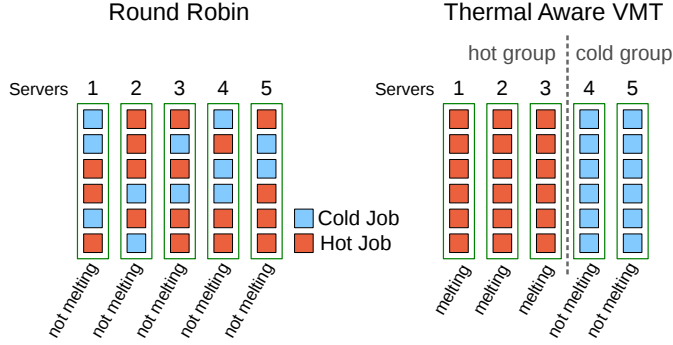 Round Robin
Thermal Aware VMT
hot group
cold group
Servers 1 2 3 4 5
Servers 1 2 3 4 5
Cold Job
Hot Job
not melting
not melting
not melting
not melting
not melting
melting
melting
melting
not melting
not melting